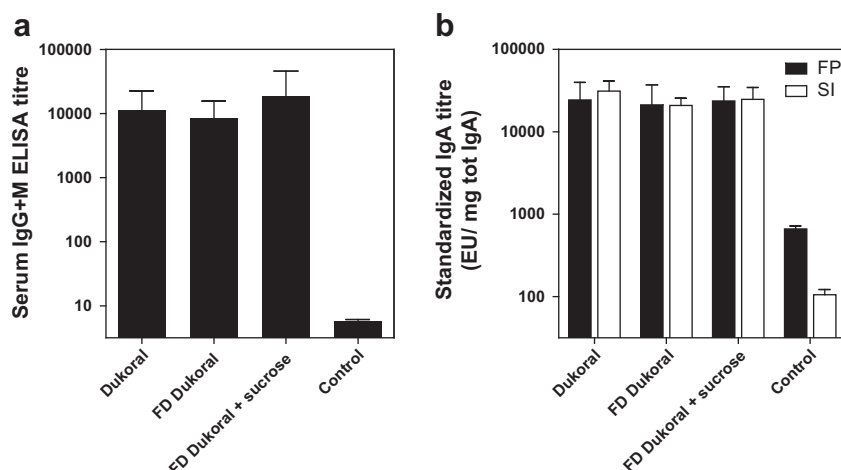 a
Serum IgG+M ELISA titre
100000
10000
1000
100
10
Dukoral
FD Dukoral
FD Dukoral + sucrose
Control
b
Standardized IgA titre
(EU/ mg tot IgA)
100000
10000
1000
100
FP
SI
Dukoral
FD Dukoral
FD Dukoral + sucrose
Control